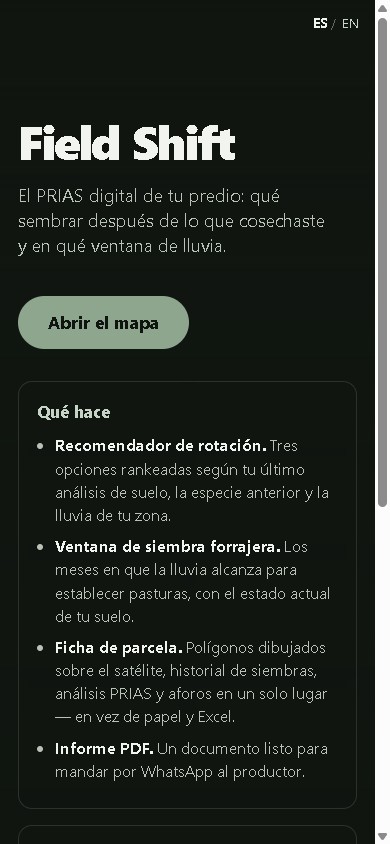 ES / EN
Field Shift
El PRIAS digital de tu predio: qué
sembrar después de lo que cosechaste
y en qué ventana de lluvia.
Abrir el mapa
Qué hace
Recomendador de rotación. Tres
opciones rankeadas según tu último
análisis de suelo, la especie anterior y la
lluvia de tu zona.
Ventana de siembra forrajera. Los
meses en que la lluvia alcanza para
establecer pasturas, con el estado actual
de tu suelo.
Ficha de parcela. Polígonos dibujados
sobre el satélite, historial de siembras,
análisis PRIAS y aforos en un solo lugar
— en vez de papel y Excel.
Informe PDF. Un documento listo para
mandar por WhatsApp al productor.